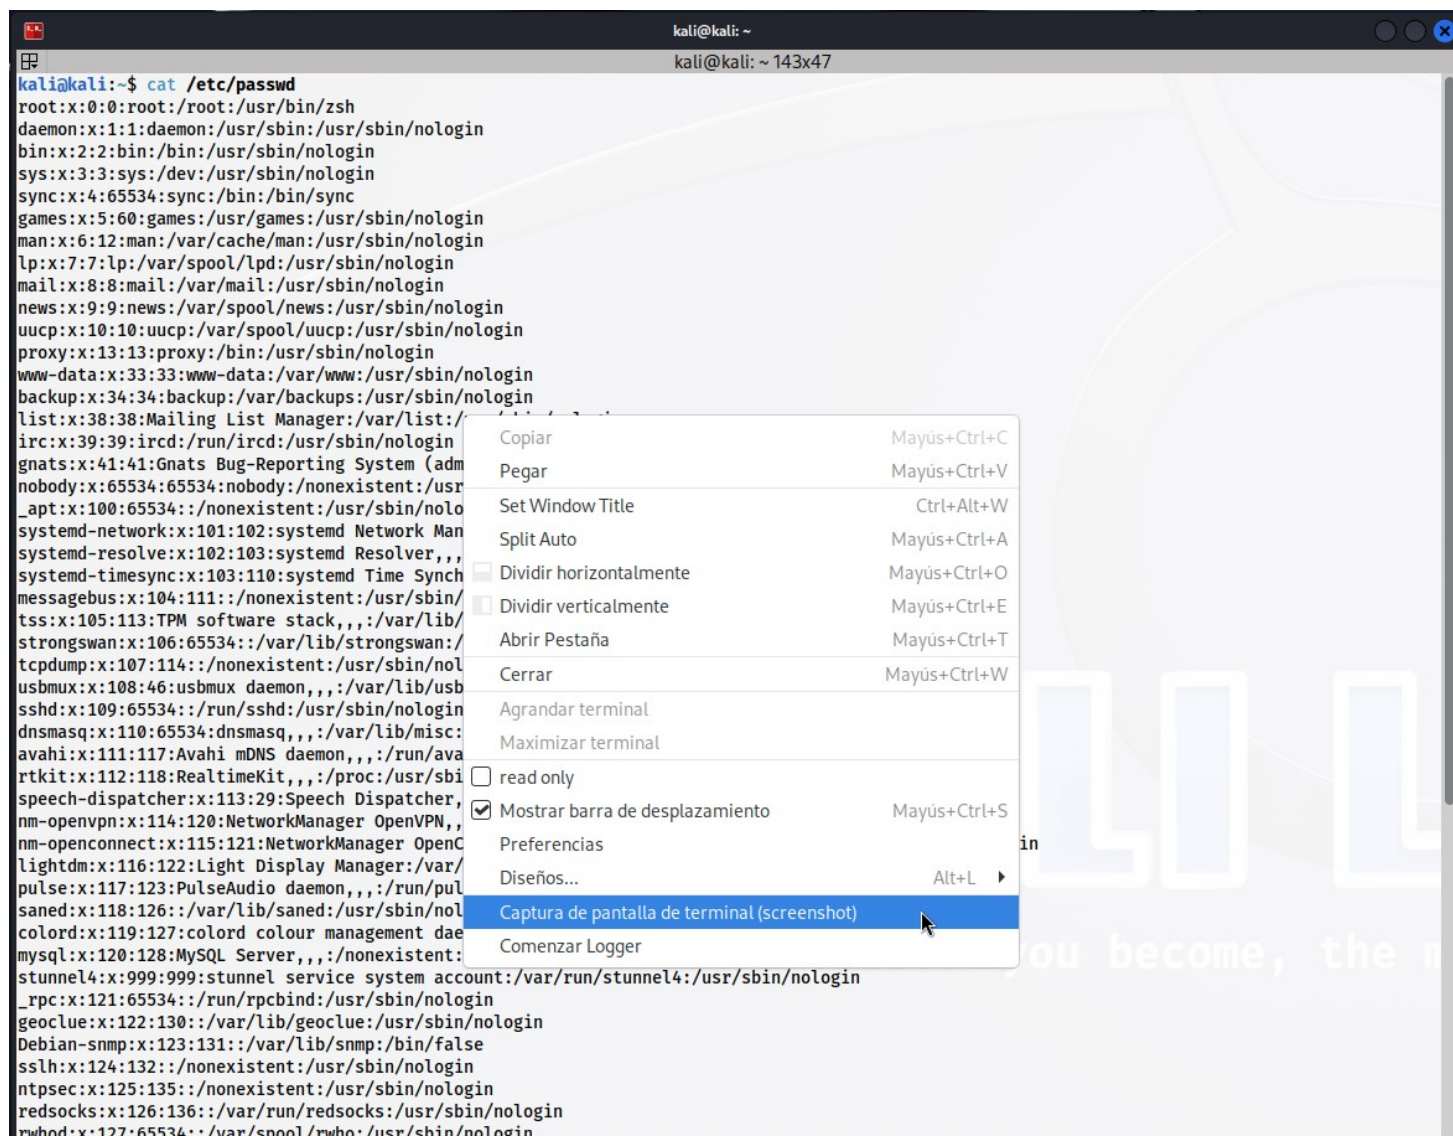 kali@kali: ~
kali@kali: ~ 143x47
kali@kali:~$ cat /etc/passwd
root:x:0:0:root:/root:/usr/bin/zsh
daemon:x:1:1:daemon:/usr/sbin:/usr/sbin/nologin
bin:x:2:2:bin:/bin:/usr/sbin/nologin
sys:x:3:3:sys:/dev:/usr/sbin/nologin
sync:x:4:65534:sync:/bin:/bin/sync
games:x:5:60:games:/usr/games:/usr/sbin/nologin
man:x:6:12:man:/var/cache/man:/usr/sbin/nologin
lp:x:7:7:lp:/var/spool/lpd:/usr/sbin/nologin
mail:x:8:8:mail:/var/mail:/usr/sbin/nologin
news:x:9:9:news:/var/spool/news:/usr/sbin/nologin
uucp:x:10:10:uucp:/var/spool/uucp:/usr/sbin/nologin
proxy:x:13:13:proxy:/bin:/usr/sbin/nologin
www-data:x:33:33:www-data:/var/www:/usr/sbin/nologin
backup:x:34:34:backup:/var/backups:/usr/sbin/nologin
list:x:38:38:Mailing List Manager:/var/list:/
irc:x:39:39:ircd:/run/ircd:/usr/sbin/nologin
gnats:x:41:41:Gnats Bug-Reporting System (adm
nobody:x:65534:65534:nobody:/nonexistent:/usr
_apt:x:100:65534::/nonexistent:/usr/sbin/nolo
systemd-network:x:101:102:systemd Network Man
systemd-resolve:x:102:103:systemd Resolver,,,
systemd-timesync:x:103:110:systemd Time Synch
messagebus:x:104:111::/nonexistent:/usr/sbin/
tss:x:105:113:TPM software stack,,,:/var/lib/
strongswan:x:106:65534::/var/lib/strongswan:/
tcpdump:x:107:114::/nonexistent:/usr/sbin/nol
usbmux:x:108:46:usbmux daemon,,,:/var/lib/usb
sshd:x:109:65534::/run/sshd:/usr/sbin/nologin
dnsmasq:x:110:65534:dnsmasq,,,:/var/lib/misc:
avahi:x:111:117:Avahi mDNS daemon,,,:/run/ava
rtkit:x:112:118:RealtimeKit,,,:/proc:/usr/sbi
speech-dispatcher:x:113:29:Speech Dispatcher,
nm-openvpn:x:114:120:NetworkManager OpenVPN,,
nm-openconnect:x:115:121:NetworkManager OpenC in
lightdm:x:116:122:Light Display Manager:/var/
pulse:x:117:123:PulseAudio daemon,,,:/run/pul
saned:x:118:126::/var/lib/saned:/usr/sbin/nol
colord:x:119:127:colord colour management dae
mysql:x:120:128:MySQL Server,,,:/nonexistent:
stunnel4:x:999:999:stunnel service system account:/var/run/stunnel4:/usr/sbin/nologin
_rpc:x:121:65534::/run/rpcbind:/usr/sbin/nologin
geoclue:x:122:130::/var/lib/geoclue:/usr/sbin/nologin
Debian-snmp:x:123:131::/var/lib/snmp:/bin/false
sslh:x:124:132::/nonexistent:/usr/sbin/nologin
ntpsec:x:125:135::/nonexistent:/usr/sbin/nologin
redsocks:x:126:136::/var/run/redsocks:/usr/sbin/nologin
rwhod:x:127:65534::/var/spool/rwho:/usr/sbin/nologin
Copiar Mayús+Ctrl+C
Pegar Mayús+Ctrl+V
Set Window Title Ctrl+Alt+W
Split Auto Mayús+Ctrl+A
Dividir horizontalmente Mayús+Ctrl+O
Dividir verticalmente Mayús+Ctrl+E
Abrir Pestaña Mayús+Ctrl+T
Cerrar Mayús+Ctrl+W
Agrandar terminal
Maximizar terminal
read only
Mostrar barra de desplazamiento Mayús+Ctrl+S
Preferencias
Diseños... Alt+L
Captura de pantalla de terminal (screenshot)
Comenzar Logger
LI L
you become, the m